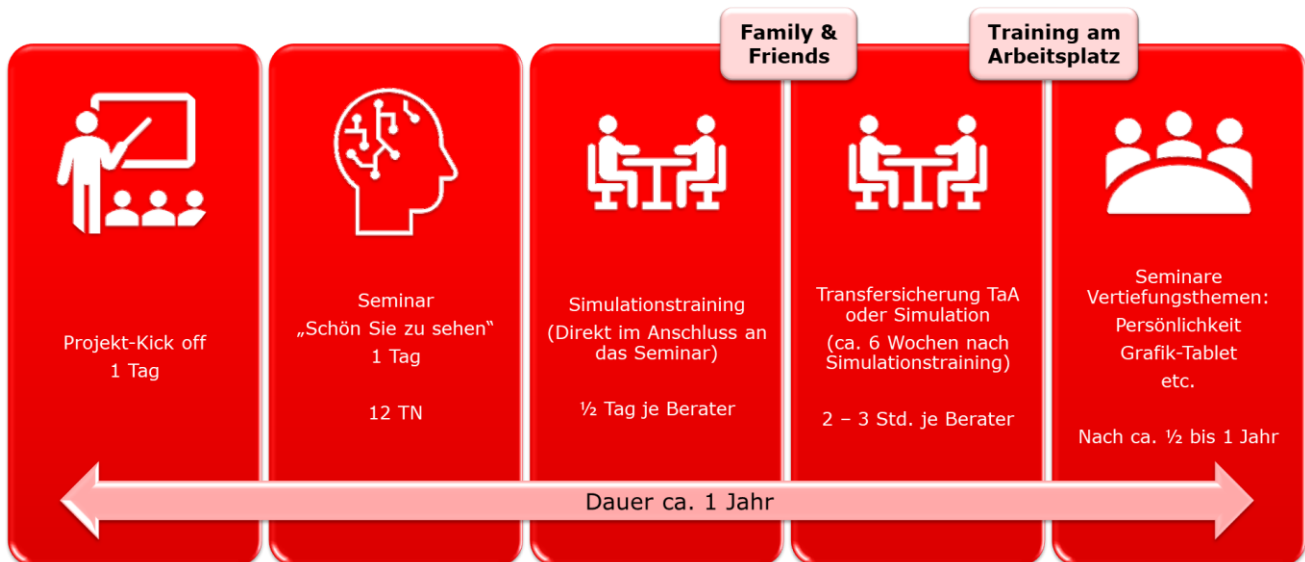 Family &
Friends
Training am
Arbeitsplatz
Projekt-Kick off
1 Tag
Seminar
„Schön Sie zu sehen“
1 Tag
12 TN
Simulationstraining
(Direkt im Anschluss an
das Seminar)
½ Tag je Berater
Transfersicherung TaA
oder Simulation
(ca. 6 Wochen nach
Simulationstraining)
2 – 3 Std. je Berater
Seminare
Vertiefungsthemen:
Persönlichkeit
Grafik-Tablet
etc.
Nach ca. ½ bis 1 Jahr
Dauer ca. 1 Jahr